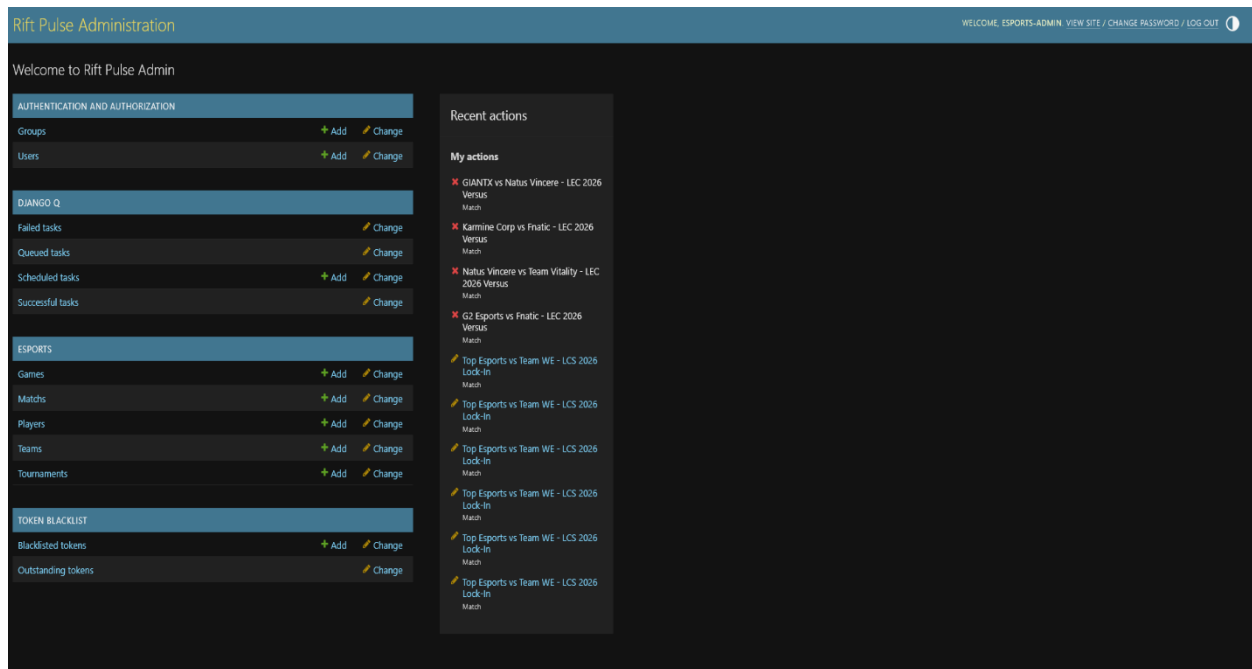 Rift Pulse Administration
WELCOME, ESPORTS-ADMIN. VIEW SITE / CHANGE PASSWORD / LOG OUT
Welcome to Rift Pulse Admin
AUTHENTICATION AND AUTHORIZATION
Groups + Add Change
Users + Add Change
DJANGO Q
Failed tasks Change
Queued tasks Change
Scheduled tasks + Add Change
Successful tasks Change
ESPORTS
Games + Add Change
Matchs + Add Change
Players + Add Change
Teams + Add Change
Tournaments + Add Change
TOKEN BLACKLIST
Blacklisted tokens + Add Change
Outstanding tokens Change
Recent actions
My actions
GIANTX vs Natus Vincere - LEC 2026
Versus
Match
Karmine Corp vs Fnatic - LEC 2026
Versus
Match
Natus Vincere vs Team Vitality - LEC
2026 Versus
Match
G2 Esports vs Fnatic - LEC 2026
Versus
Match
Top Esports vs Team WE - LCS 2026
Lock-In
Match
Top Esports vs Team WE - LCS 2026
Lock-In
Match
Top Esports vs Team WE - LCS 2026
Lock-In
Match
Top Esports vs Team WE - LCS 2026
Lock-In
Match
Top Esports vs Team WE - LCS 2026
Lock-In
Match
Top Esports vs Team WE - LCS 2026
Lock-In
Match